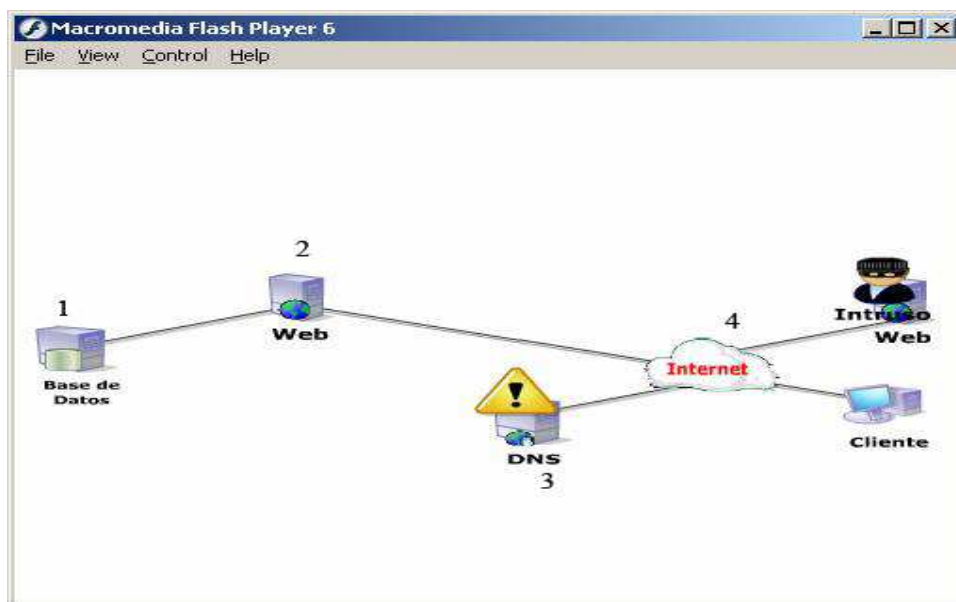 Macromedia Flash Player 6
File View Control Help
2
1
4
Web
Intruso
Web
Internet
Base de
Datos
Cliente
DNS
3